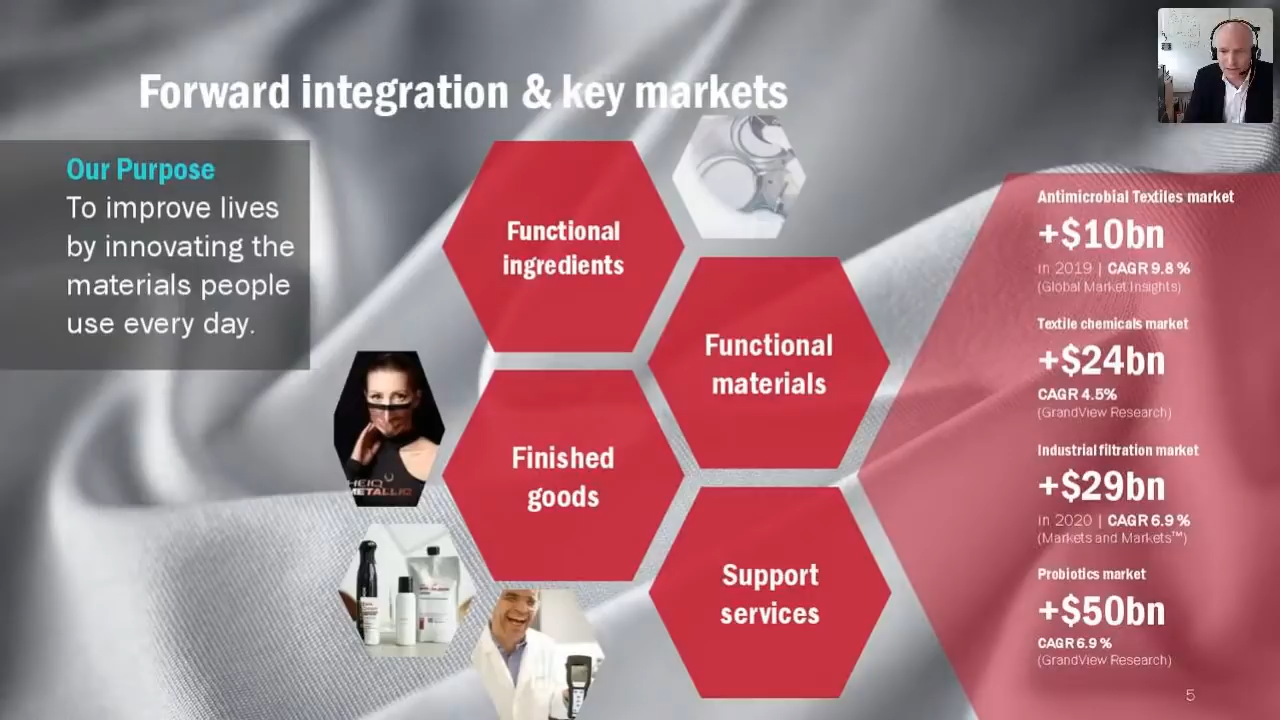 Forward integration & key markets
Our Purpose
To improve lives
by innovating the
materials people
use every day.
Functional
ingredients
Functional
materials
Finished
goods
Support
services
HEIQ
METALLIC
Antimicrobial Textiles market
+$10bn
in 2019 | CAGR 9.8 %
(Global Market Insights)
Textile chemicals market
+$24bn
CAGR 4.5%
(GrandView Research)
Industrial filtration market
+$29bn
in 2020 | CAGR 6.9 %
(Markets and Markets™)
Probiotics market
+$50bn
CAGR 6.9 %
(GrandView Research)
5